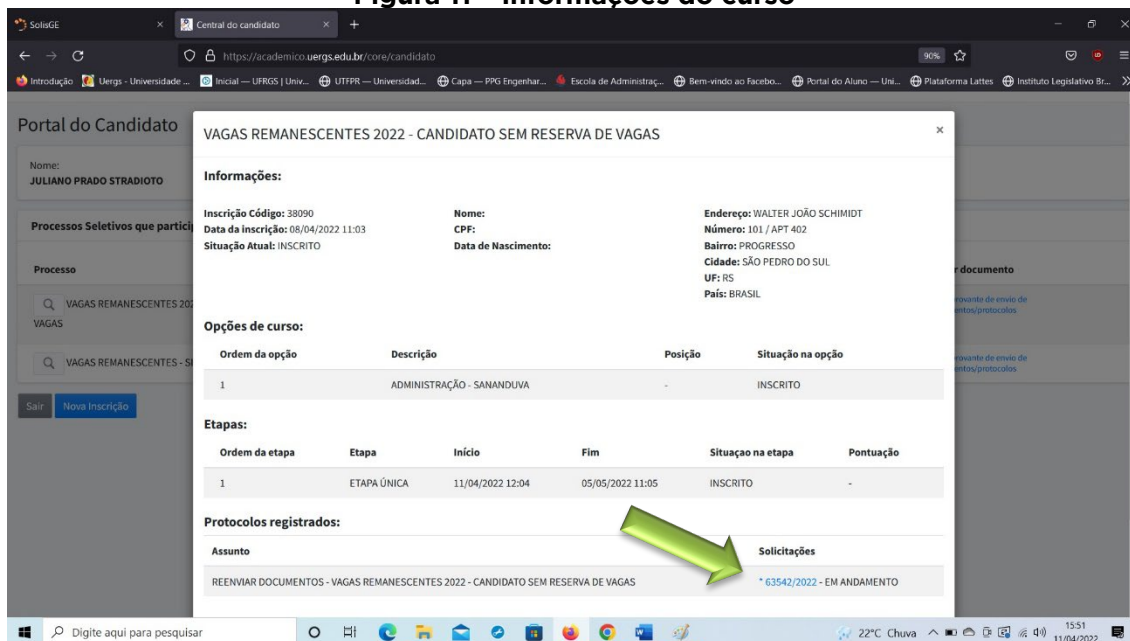 Figura 11 - Informações do curso
SolisGE
Central do candidato
https://academico.uergs.edu.br/core/candidato
90%
Introdução Uergs - Universidade ... Inicial — UFRGS | Univ... UTFPR — Universidad... Capa — PPG Engenhar... Escola de Administraç... Bem-vindo ao Facebo... Portal do Aluno — Uni... Plataforma Lattes Instituto Legislativo Br...
Portal do Candidato
VAGAS REMANESCENTES 2022 - CANDIDATO SEM RESERVA DE VAGAS
Nome:
JULIANO PRADO STRADIOTO
Informações:
Inscrição Código: 38090 Nome: Endereço: WALTER JOÃO SCHIMIDT
Processos Seletivos que partici
Data da inscrição: 08/04/2022 11:03 CPF: Número: 101 / APT 402
Situação Atual: INSCRITO Data de Nascimento: Bairro: PROGRESSO
Cidade: SÃO PEDRO DO SUL
Processo
r documento
UF: RS
País: BRASIL
VAGAS REMANESCENTES 202
VAGAS
rovante de envio de
entos/protocolos
Opções de curso:
Ordem da opção Descrição Posição Situação na opção
VAGAS REMANESCENTES - SI
rovante de envio de
entos/protocolos
1 ADMINISTRAÇÃO - SANANDUVA - INSCRITO
Sair Nova Inscrição
Etapas:
Ordem da etapa Etapa Início Fim Situaçao na etapa Pontuação
1 ETAPA ÚNICA 11/04/2022 12:04 05/05/2022 11:05 INSCRITO -
Protocolos registrados:
Assunto Solicitações
REENVIAR DOCUMENTOS - VAGAS REMANESCENTES 2022 - CANDIDATO SEM RESERVA DE VAGAS * 63542/2022 - EM ANDAMENTO
Digite aqui para pesquisar
22°C Chuva
15:51
11/04/2022